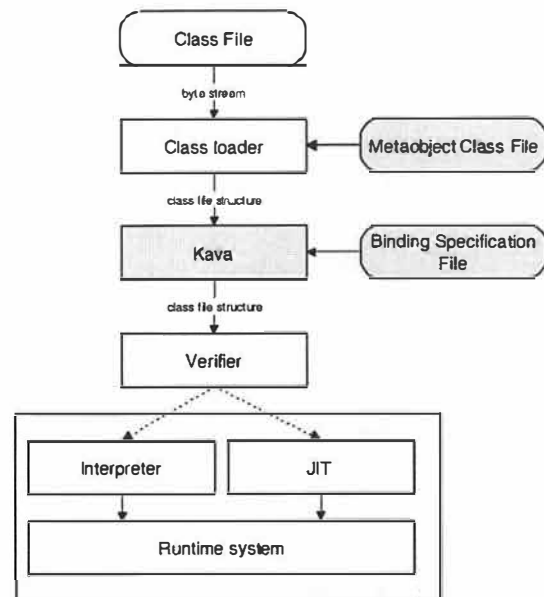 Class File
byte stream
Class loader
Metaobject Class File
class file structure
Kava
Binding Specification
File
class file structure
Verifier
Interpreter
JIT
Runtime system